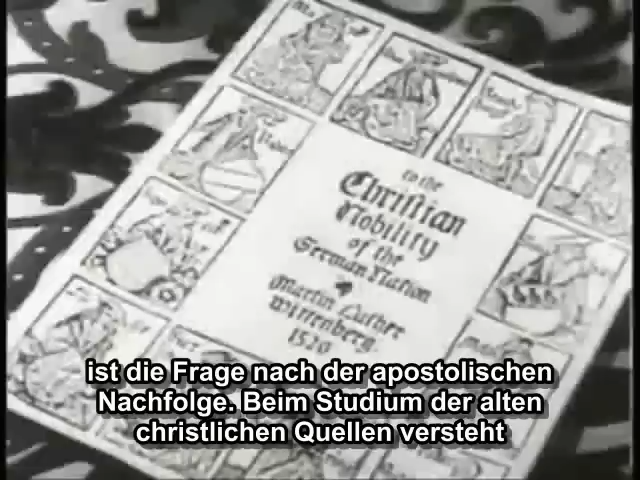 to the
Christian
Nobility
of the
German Nation
Martin Luther
Wittenberg
1520
ist die Frage nach der apostolischen
Nachfolge. Beim Studium der alten
christlichen Quellen versteht